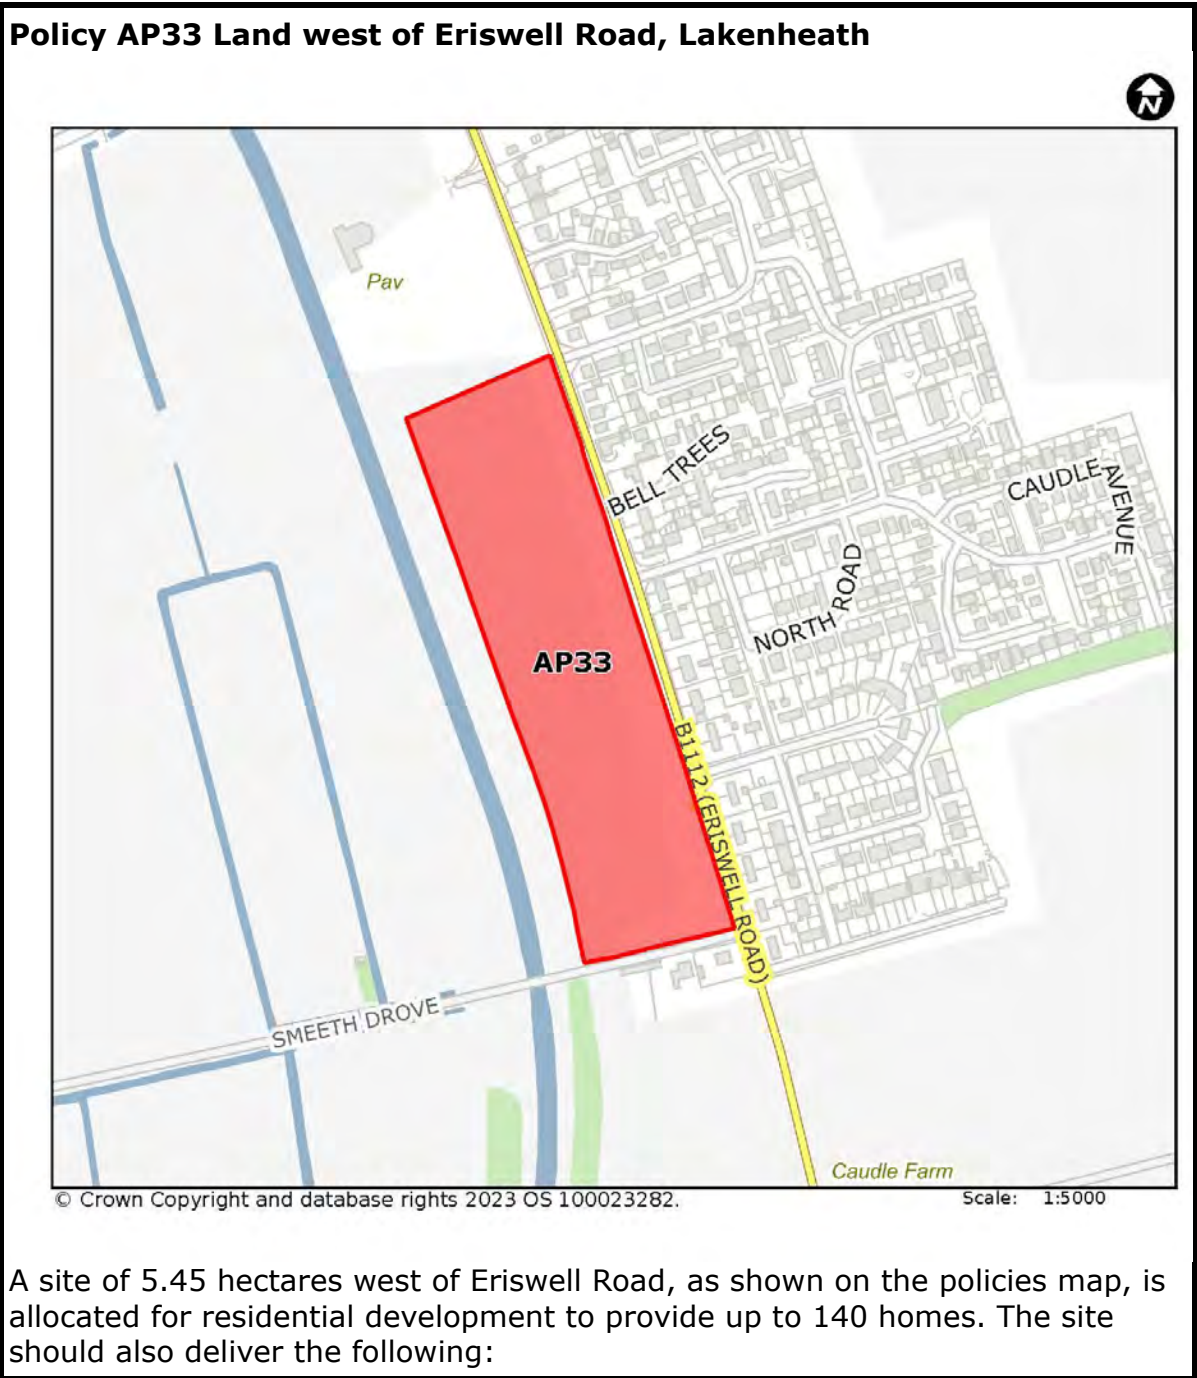 Policy AP33 Land west of Eriswell Road, Lakenheath
N
Pav
BELL TREES
CAUDLE
AVENUE
NORTH ROAD
AP33
B1112 (ERISWELL ROAD)
SMEETH DROVE
Caudle Farm
© Crown Copyright and database rights 2023 OS 100023282.
Scale: 1:5000
A site of 5.45 hectares west of Eriswell Road, as shown on the policies map, is
allocated for residential development to provide up to 140 homes. The site
should also deliver the following: